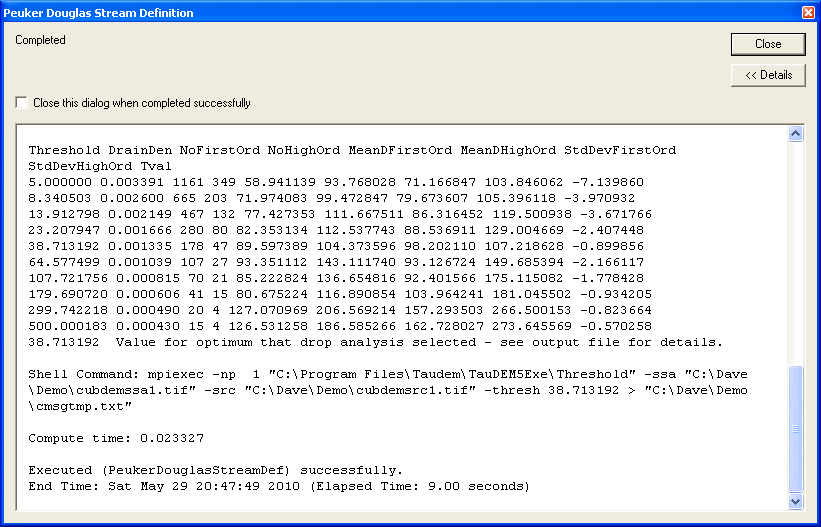 Peuker Douglas Stream Definition
Completed
Close
<< Details
Close this dialog when completed successfully
Threshold DrainDen NoFirstOrd NoHighOrd MeanDFirstOrd MeanDHighOrd StdDevFirstOrd
StdDevHighOrd Tval
5.000000 0.003391 1161 349 58.941139 93.768028 71.166847 103.846062 -7.139860
8.340503 0.002600 665 203 71.974083 99.472847 79.673607 105.396118 -3.970932
13.912798 0.002149 467 132 77.427353 111.667511 86.316452 119.500938 -3.671766
23.207947 0.001666 280 80 82.353134 112.537743 88.536911 129.004669 -2.407448
38.713192 0.001335 178 47 89.597389 104.373596 98.202110 107.218628 -0.899856
64.577499 0.001039 107 27 93.351112 143.111740 93.126724 149.685394 -2.166117
107.721756 0.000815 70 21 85.222824 136.654816 92.401566 175.115082 -1.778428
179.690720 0.000606 41 15 80.675224 116.890854 103.964241 181.045502 -0.934205
299.742218 0.000490 20 4 127.070969 206.569214 157.293503 266.500153 -0.823664
500.000183 0.000430 15 4 126.531258 186.585266 162.728027 273.645569 -0.570258
38.713192  Value for optimum that drop analysis selected - see output file for details.
Shell Command: mpiexec -np  1 "C:\Program Files\Taudem\TauDEM5Exe\Threshold" -ssa "C:\Dave
\Demo\cubdemssa1.tif" -src "C:\Dave\Demo\cubdemsrc1.tif" -thresh 38.713192 > "C:\Dave\Demo
\cmsgtmp.txt"
Compute time: 0.023327
Executed (PeukerDouglasStreamDef) successfully.
End Time: Sat May 29 20:47:49 2010 (Elapsed Time: 9.00 seconds)